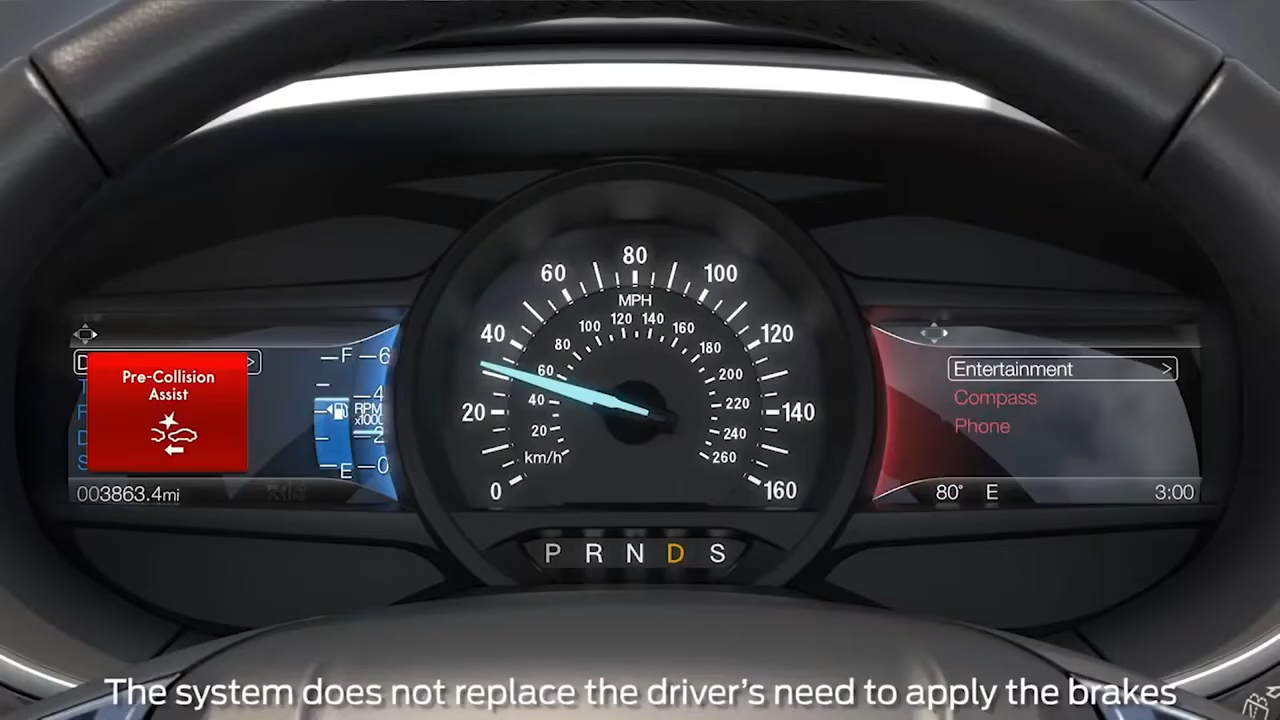 80
60
100
MPH
120
140
100
160
40
120
80
180
60
200
40
20
220
140
20
240
km/h
260
0
160
P R N D S
D >
Pre-Collision
Assist
T
F
D
S
003863.4mi
F
6
4
RPM
x1000
2
E
0
Entertainment >
Compass
Phone
80° E
3:00
The system does not replace the driver's need to apply the brakes